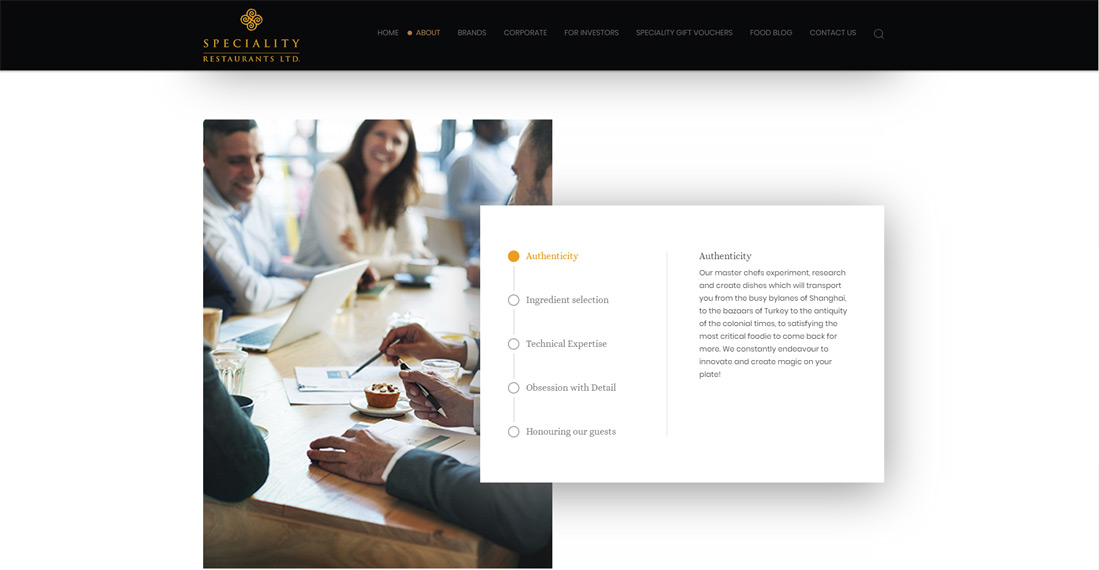 SPECIALITY
RESTAURANTS LTD.
HOME ABOUT BRANDS CORPORATE FOR INVESTORS SPECIALITY GIFT VOUCHERS FOOD BLOG CONTACT US
Authenticity
Ingredient selection
Technical Expertise
Obsession with Detail
Honouring our guests
Authenticity
Our master chefs experiment, research
and create dishes which will transport
you from the busy bylanes of Shanghai,
to the bazaars of Turkey to the antiquity
of the colonial times, to satisfying the
most critical foodie to come back for
more. We constantly endeavour to
innovate and create magic on your
plate!